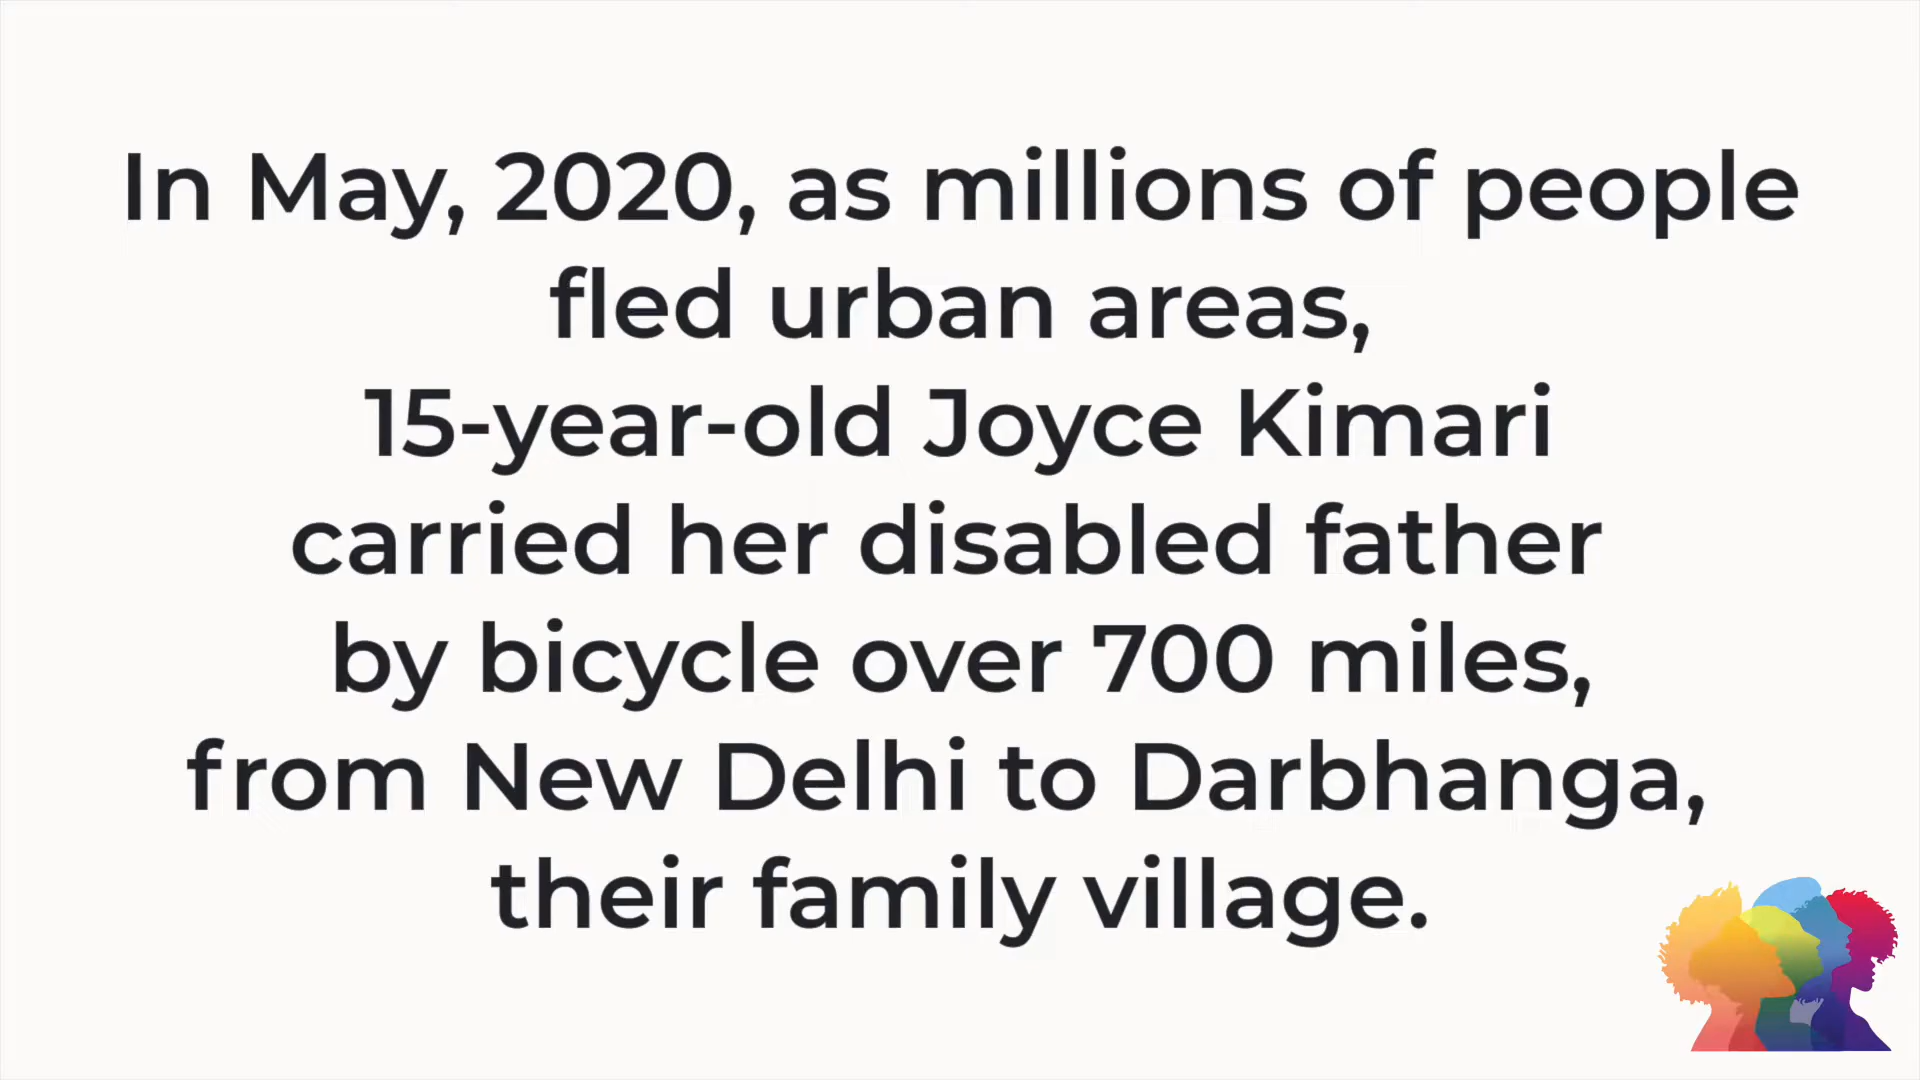 In May, 2020, as millions of people
fled urban areas,
15-year-old Joyce Kimari
carried her disabled father
by bicycle over 700 miles,
from New Delhi to Darbhanga,
their family village.